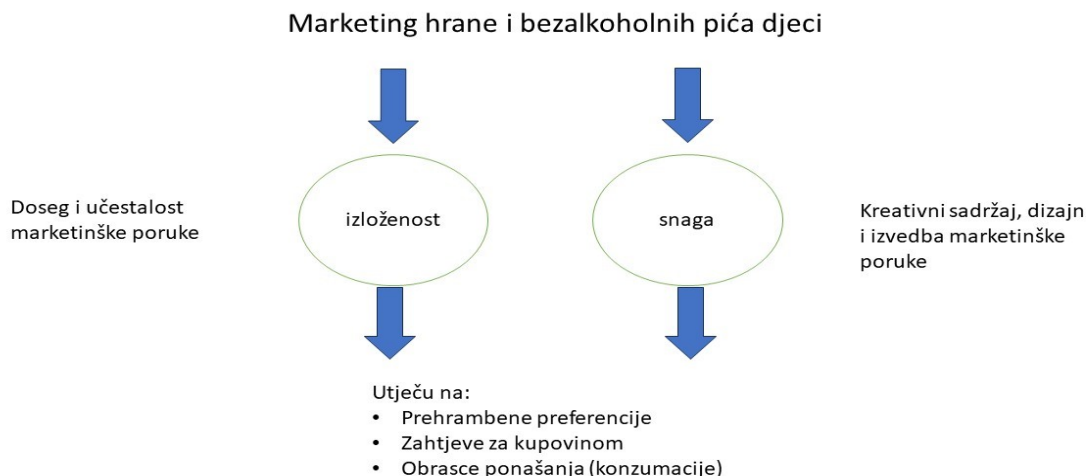 Marketing hrane i bezalkoholnih pića djeci
Doseg i učestalost
marketinške poruke
izloženost
snaga
Kreativni sadržaj, dizajn
i izvedba marketinške
poruke
Utječu na:
• Prehrambene preferencije
• Zahtjeve za kupovinom
• Obrasce ponašanja (konzumacije)